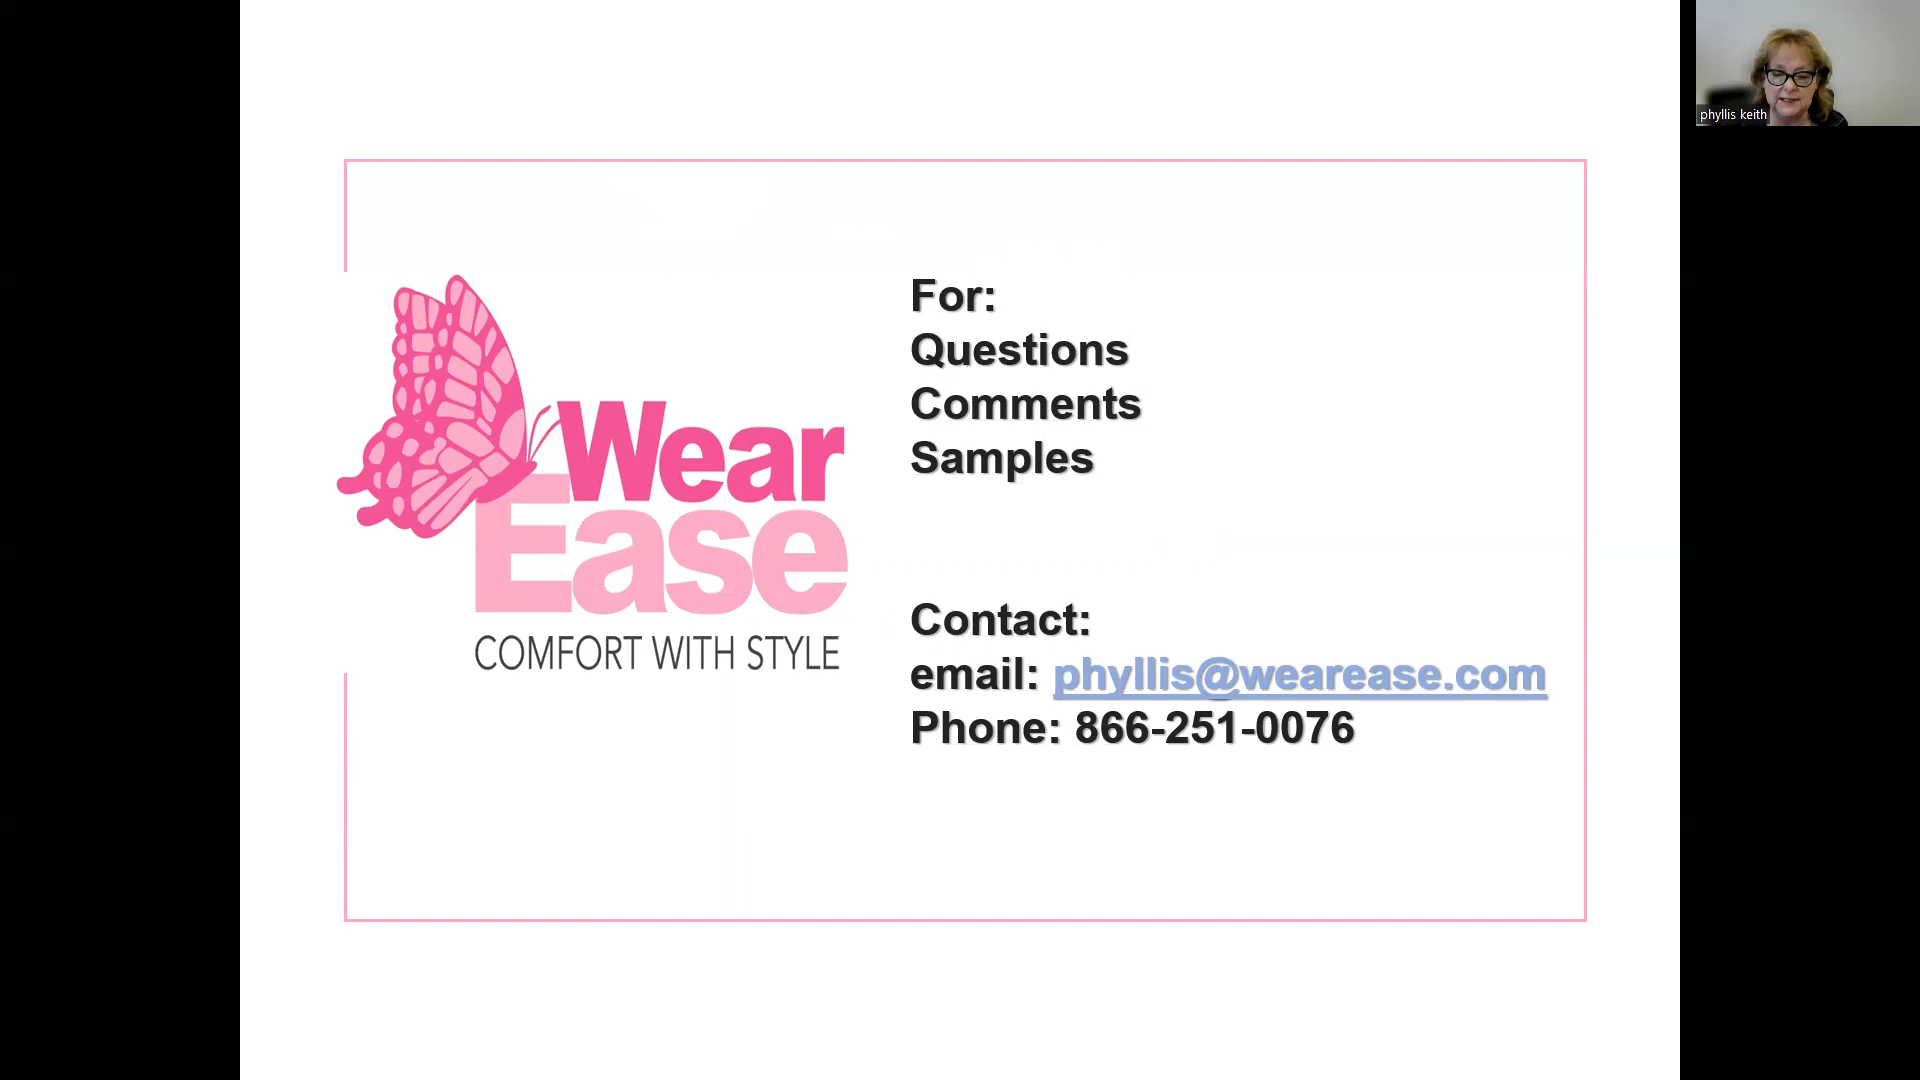 phyllis keith
For:
Questions
Comments
Samples
Wear
Ease
COMFORT WITH STYLE
Contact:
email: phyllis@wearease.com
Phone: 866-251-0076